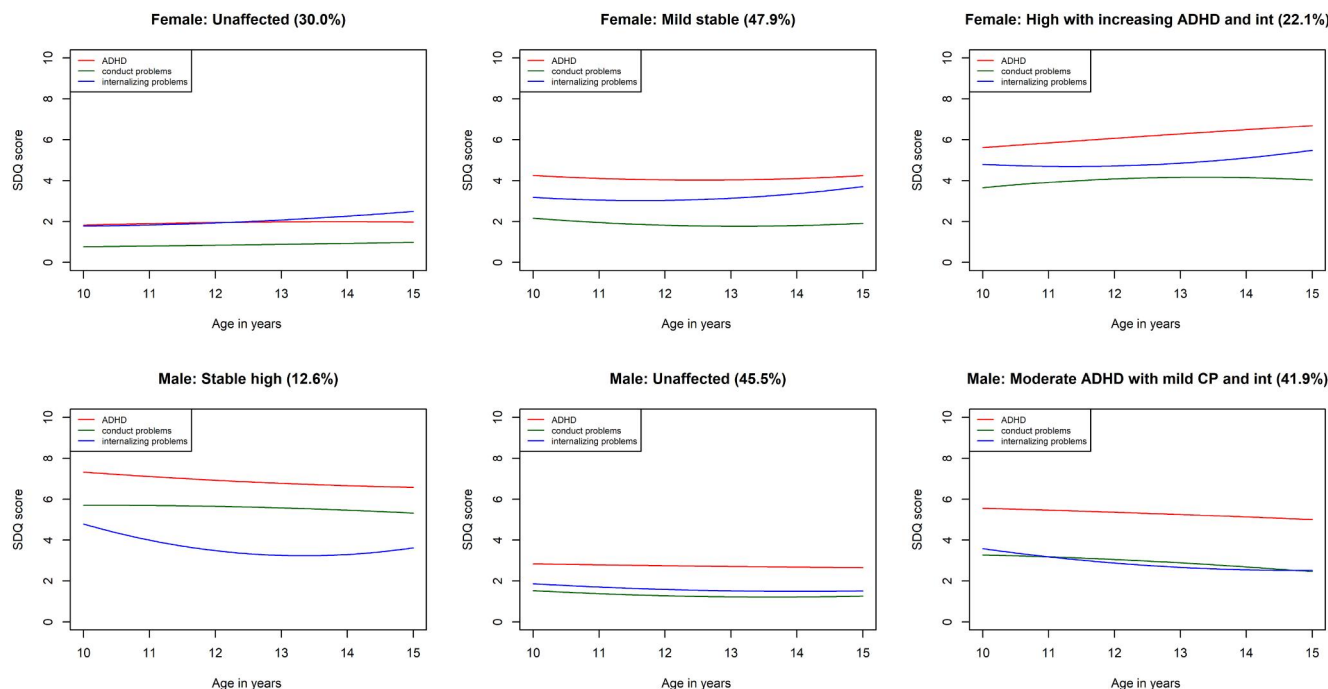 Female: Unaffected (30.0%)
SDQ score
10
8
6
4
2
0
ADHD
conduct problems
internalizing problems
10 11 12 13 14 15
Age in years
Female: Mild stable (47.9%)
SDQ score
10
8
6
4
2
0
ADHD
conduct problems
internalizing problems
10 11 12 13 14 15
Age in years
Female: High with increasing ADHD and int (22.1%)
SDQ score
10
8
6
4
2
0
ADHD
conduct problems
internalizing problems
10 11 12 13 14 15
Age in years
Male: Stable high (12.6%)
SDQ score
10
8
6
4
2
0
ADHD
conduct problems
internalizing problems
10 11 12 13 14 15
Age in years
Male: Unaffected (45.5%)
SDQ score
10
8
6
4
2
0
ADHD
conduct problems
internalizing problems
10 11 12 13 14 15
Age in years
Male: Moderate ADHD with mild CP and int (41.9%)
SDQ score
10
8
6
4
2
0
ADHD
conduct problems
internalizing problems
10 11 12 13 14 15
Age in years